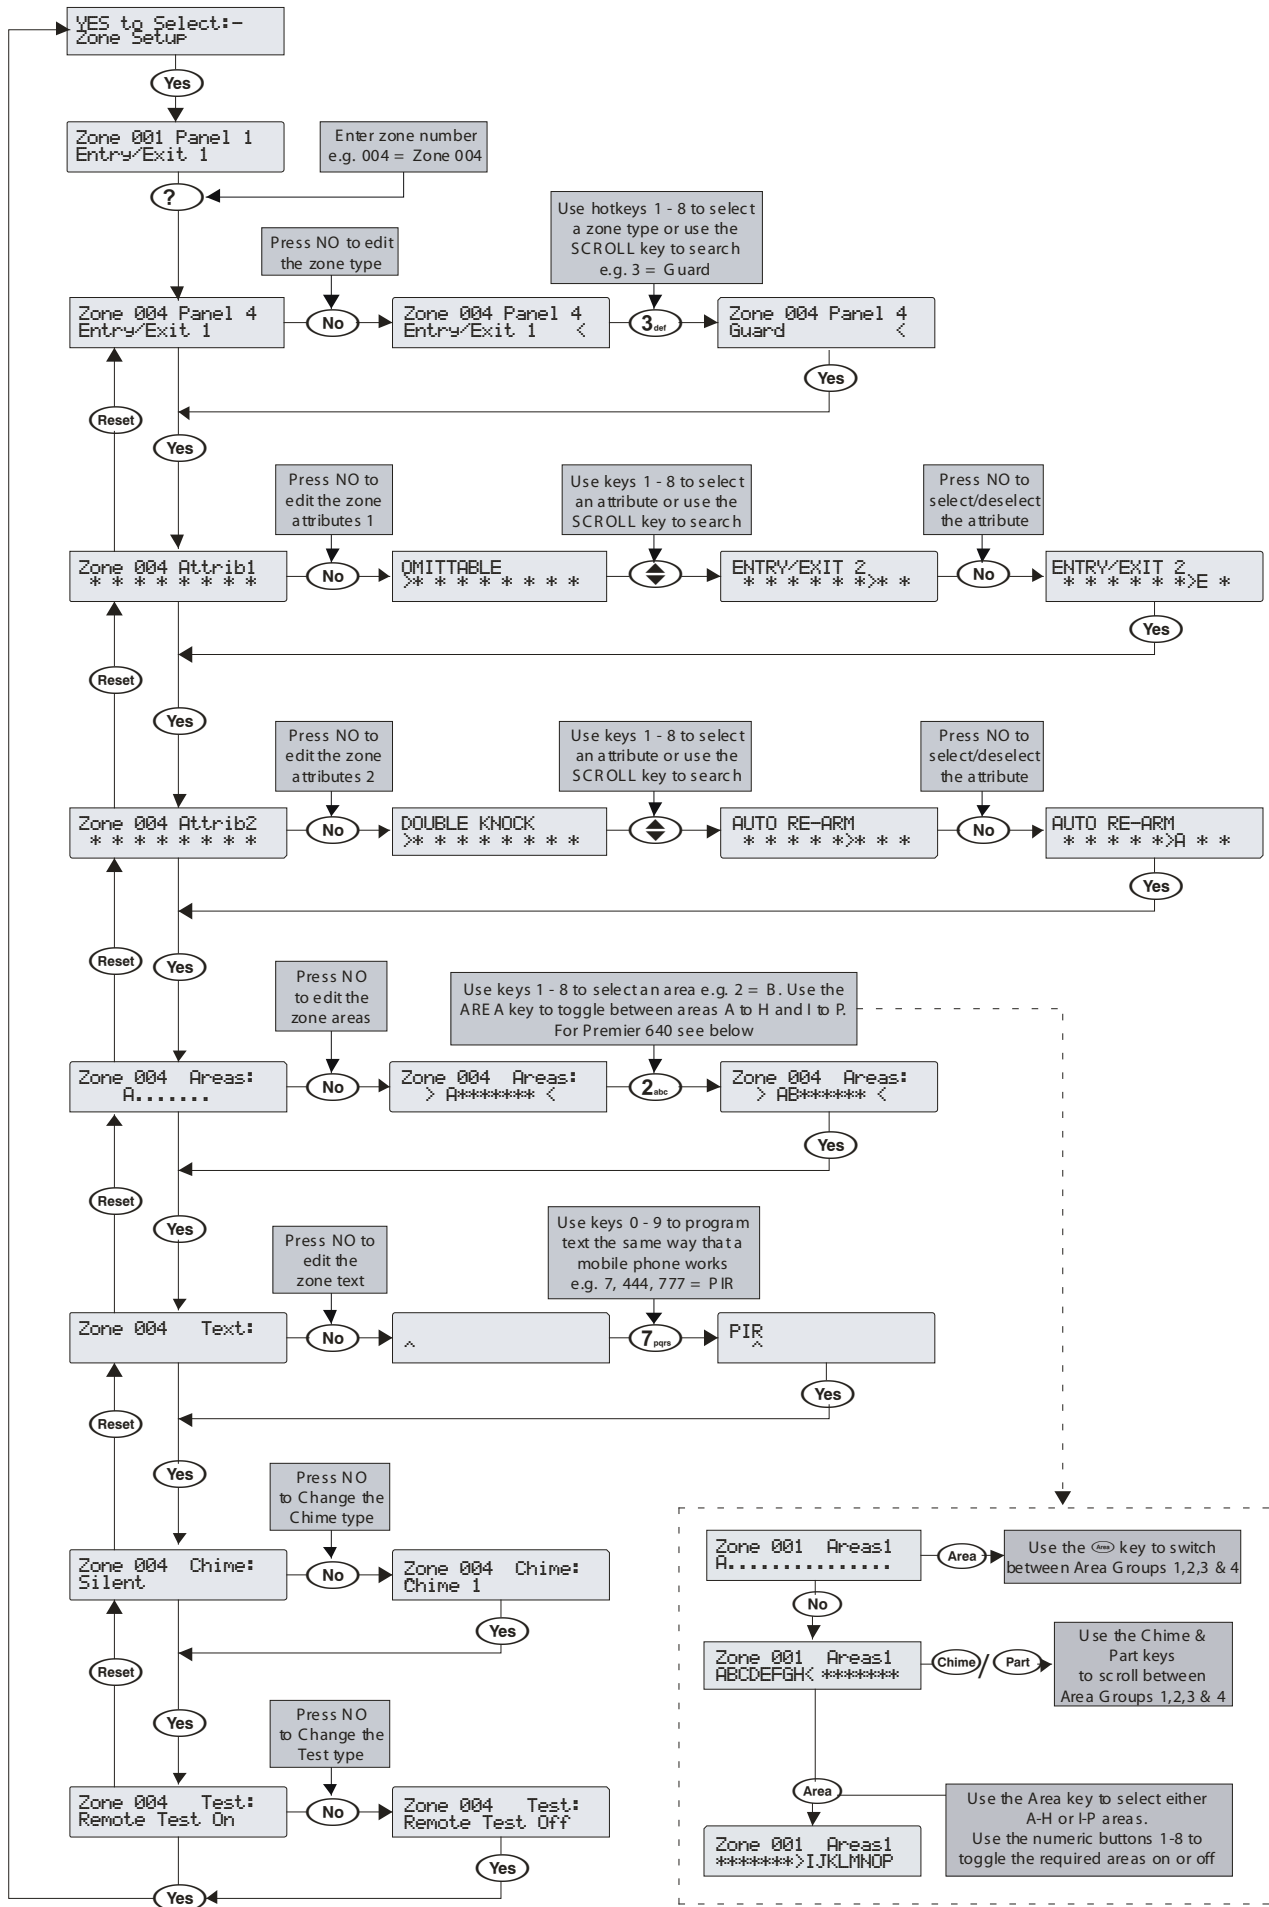 YES to Select:-
Zone Setup
Yes
Zone 001 Panel 1
Entry/Exit 1
Enter zone number
e.g. 004 = Zone 004
?
Use hotkeys 1 - 8 to select
a zone type or use the
SCROLL key to search
e.g. 3 = Guard
Press NO to edit
the zone type
Zone 004 Panel 4
Entry/Exit 1
No
Zone 004 Panel 4
Entry/Exit 1 <
3def
Zone 004 Panel 4
Guard <
Yes
Reset
Yes
Press NO to
edit the zone
attributes 1
Use keys 1 - 8 to select
an attribute or use the
SCROLL key to search
Press NO to
select/deselect
the attribute
Zone 004 Attrib1
* * * * * * * *
No
OMITTABLE
>* * * * * * * *
ENTRY/EXIT 2
* * * * * *>* *
No
ENTRY/EXIT 2
* * * * * *>E *
Yes
Reset
Yes
Press NO to
edit the zone
attributes 2
Use keys 1 - 8 to select
an attribute or use the
SCROLL key to search
Press NO to
select/deselect
the attribute
Zone 004 Attrib2
* * * * * * * *
No
DOUBLE KNOCK
>* * * * * * * *
AUTO RE-ARM
* * * * *>* * *
No
AUTO RE-ARM
* * * * *>A * *
Yes
Reset
Yes
Press NO
to edit the
zone areas
Use keys 1 - 8 to select an area e.g. 2 = B. Use the
AREA key to toggle between areas A to H and I to P.
For Premier 640 see below
Zone 004 Areas:
A.......
No
Zone 004 Areas:
> A******* <
2abc
Zone 004 Areas:
> AB****** <
Yes
Reset
Yes
Press NO to
edit the
zone text
Use keys 0 - 9 to program
text the same way that a
mobile phone works
e.g. 7, 444, 777 = PIR
Zone 004 Text:
No
^
7pqrs
PIR
^
Yes
Reset
Yes
Press NO
to Change the
Chime type
Zone 004 Chime:
Silent
No
Zone 004 Chime:
Chime 1
Yes
Reset
Yes
Press NO
to Change the
Test type
Zone 004 Test:
Remote Test On
No
Zone 004 Test:
Remote Test Off
Yes
Yes
Zone 001 Areas1
A...............
Area
Use the Area key to switch
between Area Groups 1,2,3 & 4
No
Zone 001 Areas1
ABCDEFGH< *******
Chime / Part
Use the Chime &
Part keys
to scroll between
Area Groups 1,2,3 & 4
Area
Use the Area key to select either
A-H or I-P areas.
Use the numeric buttons 1-8 to
toggle the required areas on or off
Zone 001 Areas1
*******>IJKLMNOP